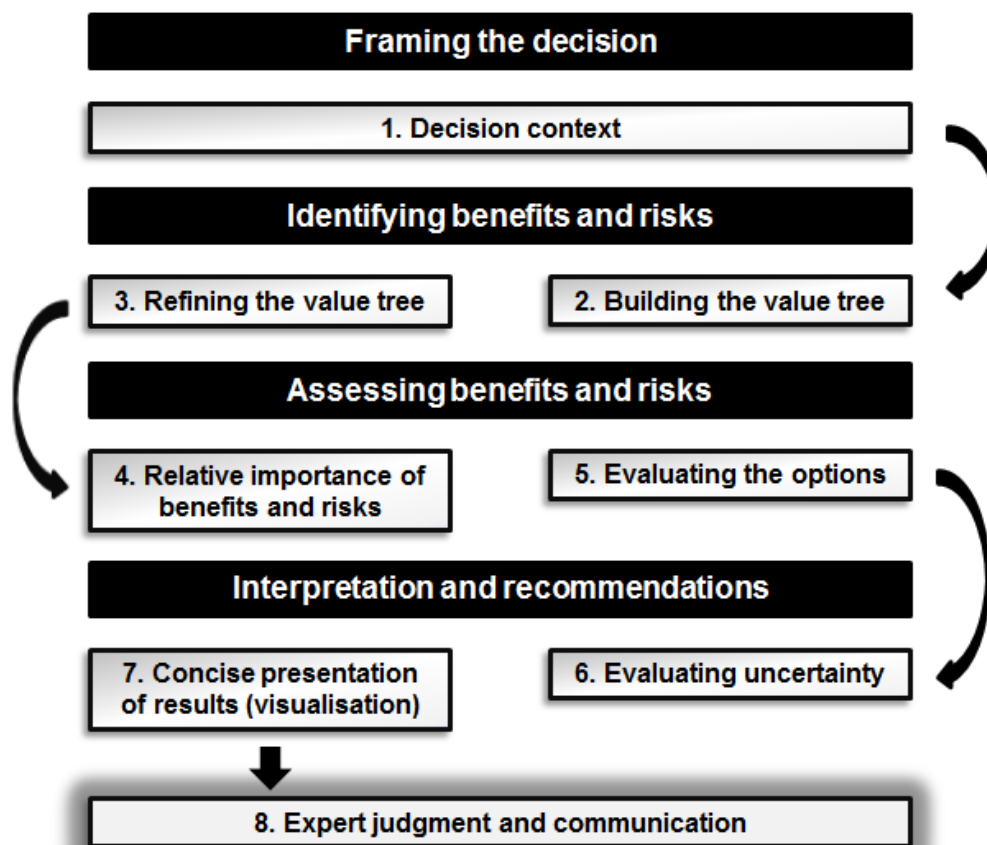 Framing the decision
1. Decision context
Identifying benefits and risks
3. Refining the value tree
2. Building the value tree
Assessing benefits and risks
4. Relative importance of
benefits and risks
5. Evaluating the options
Interpretation and recommendations
7. Concise presentation
of results (visualisation)
6. Evaluating uncertainty
8. Expert judgment and communication